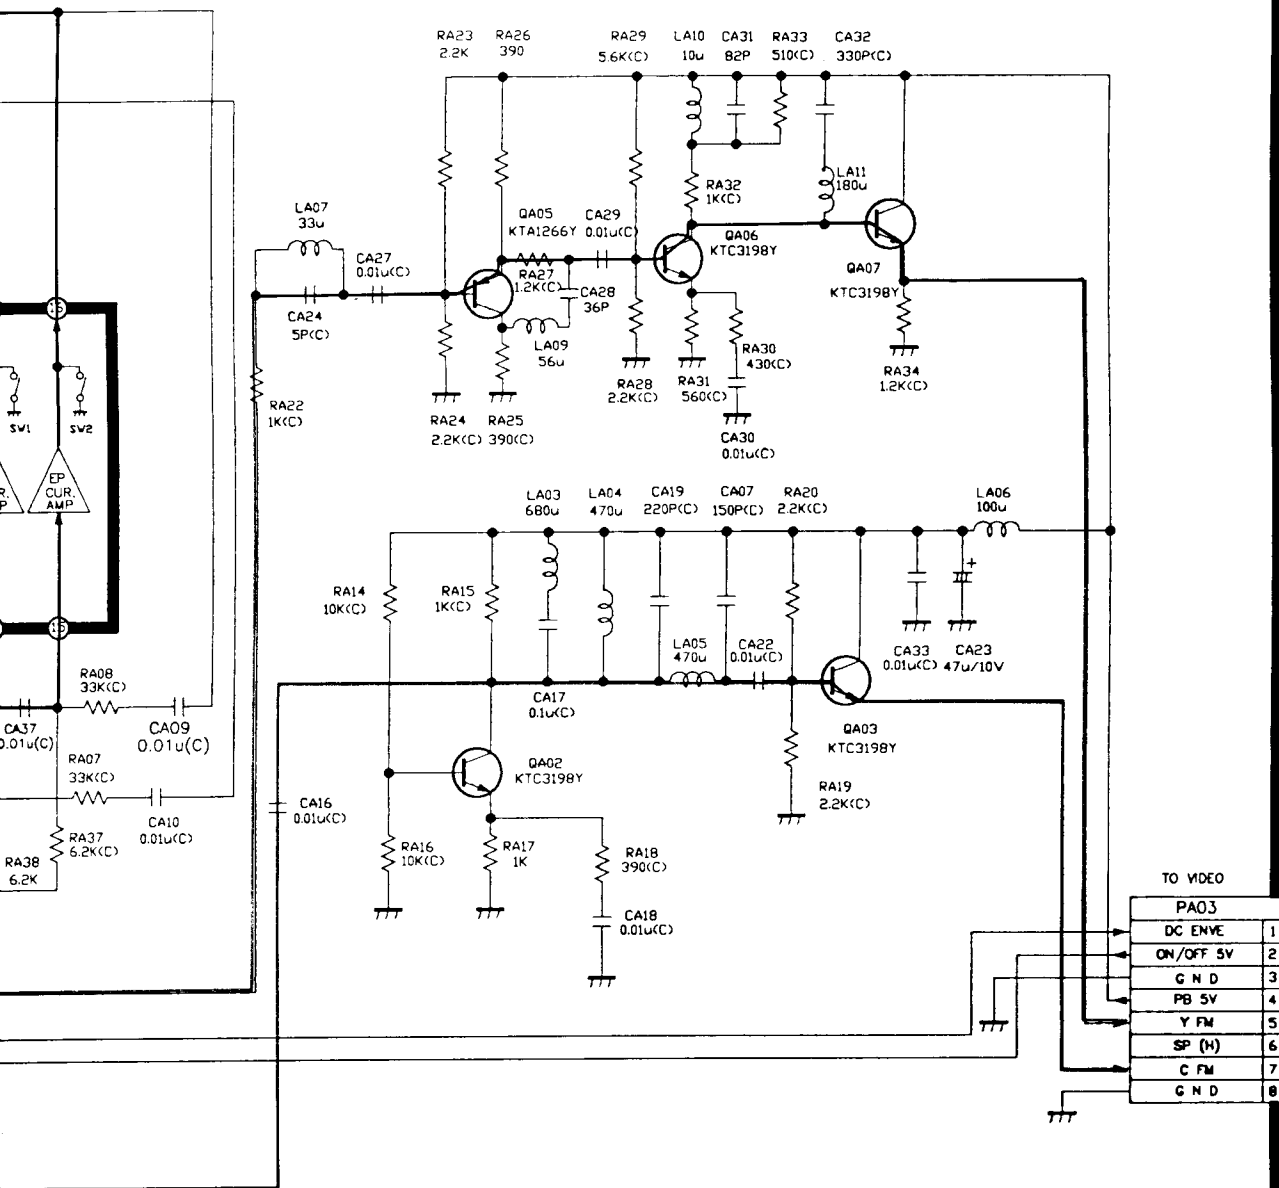 RA23
2.2K
RA26
390
RA29
5.6K(C)
LA10
10u
CA31
82P
RA33
510(C)
CA32
330P(C)
LA07
33u
CA27
0.01u(C)
QA05
KTA1266Y
CA29
0.01u(C)
RA32
1K(C)
LA11
180u
QA06
KTC3198Y
QA07
KTC3198Y
RA27
1.2K(C)
CA28
36P
CA24
5P(C)
LA09
56u
RA30
430(C)
RA34
1.2K(C)
RA22
1K(C)
RA24
2.2K(C)
RA25
390(C)
RA28
2.2K(C)
RA31
560(C)
CA30
0.01u(C)
16
SW1
SW2
EP
CUR.
AMP
R.
P
15
LA03
680u
LA04
470u
CA19
220P(C)
CA07
150P(C)
RA20
2.2K(C)
LA06
100u
RA14
10K(C)
RA15
1K(C)
LA05
470u
CA22
0.01u(C)
CA33
0.01u(C)
+
CA23
47u/10V
RA08
33K(C)
CA37
0.01u(C)
CA09
0.01u(C)
CA17
0.1u(C)
QA03
KTC3198Y
RA07
33K(C)
QA02
KTC3198Y
CA10
0.01u(C)
CA16
0.01u(C)
RA19
2.2K(C)
RA37
6.2K(C)
RA38
6.2K
RA16
10K(C)
RA17
1K
RA18
390(C)
CA18
0.01u(C)
TO VIDEO
PA03
DC ENVE 1
ON/OFF 5V 2
G N D 3
PB 5V 4
Y FM 5
SP (H) 6
C FM 7
G N D 8